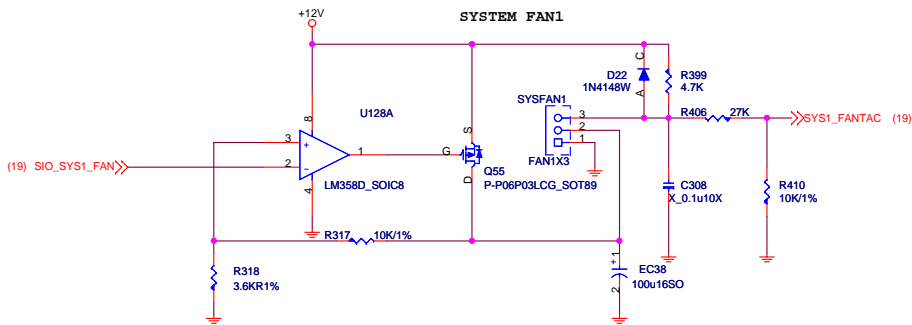 SYSTEM FAN1
+12V
U128A
8
3
+
2
-
1
4
LM358D_SOIC8
(19) SIO_SYS1_FAN
S
G
D
Q55
P-P06P03LCG_SOT89
SYSFAN1
3
2
1
FAN1X3
C
D22
1N4148W
A
R399
4.7K
R406
27K
SYS1_FANTAC (19)
C308
X_0.1u10X
R410
10K/1%
R317
10K/1%
R318
3.6KR1%
+
1
EC38
100u16SO
2